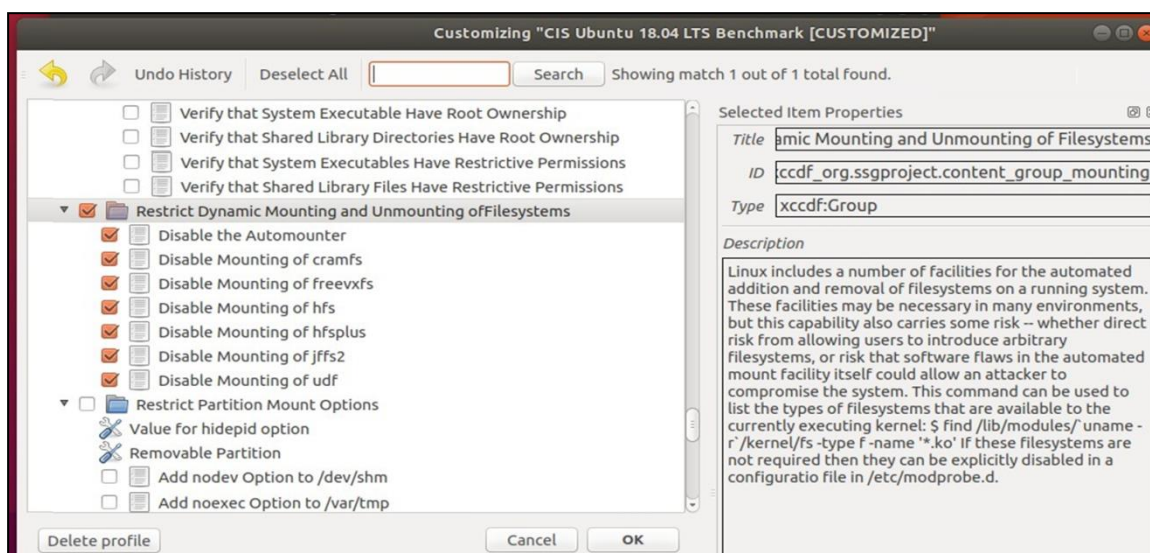 Customizing "CIS Ubuntu 18.04 LTS Benchmark [CUSTOMIZED]"
Undo History Deselect All Search Showing match 1 out of 1 total found.
Verify that System Executable Have Root Ownership
Verify that Shared Library Directories Have Root Ownership
Verify that System Executables Have Restrictive Permissions
Verify that Shared Library Files Have Restrictive Permissions
Restrict Dynamic Mounting and Unmounting ofFilesystems
Disable the Automounter
Disable Mounting of cramfs
Disable Mounting of freevxfs
Disable Mounting of hfs
Disable Mounting of hfsplus
Disable Mounting of jffs2
Disable Mounting of udf
Restrict Partition Mount Options
Value for hidepid option
Removable Partition
Add nodev Option to /dev/shm
Add noexec Option to /var/tmp
Delete profile Cancel OK
Selected Item Properties
Title amic Mounting and Unmounting of Filesystems
ID xccdf_org.ssgproject.content_group_mounting
Type xccdf:Group
Description
Linux includes a number of facilities for the automated
addition and removal of filesystems on a running system.
These facilities may be necessary in many environments,
but this capability also carries some risk -- whether direct
risk from allowing users to introduce arbitrary
filesystems, or risk that software flaws in the automated
mount facility itself could allow an attacker to
compromise the system. This command can be used to
list the types of filesystems that are available to the
currently executing kernel: $ find /lib/modules/`uname -
r`/kernel/fs -type f -name '*.ko' If these filesystems are
not required then they can be explicitly disabled in a
configuratio file in /etc/modprobe.d.